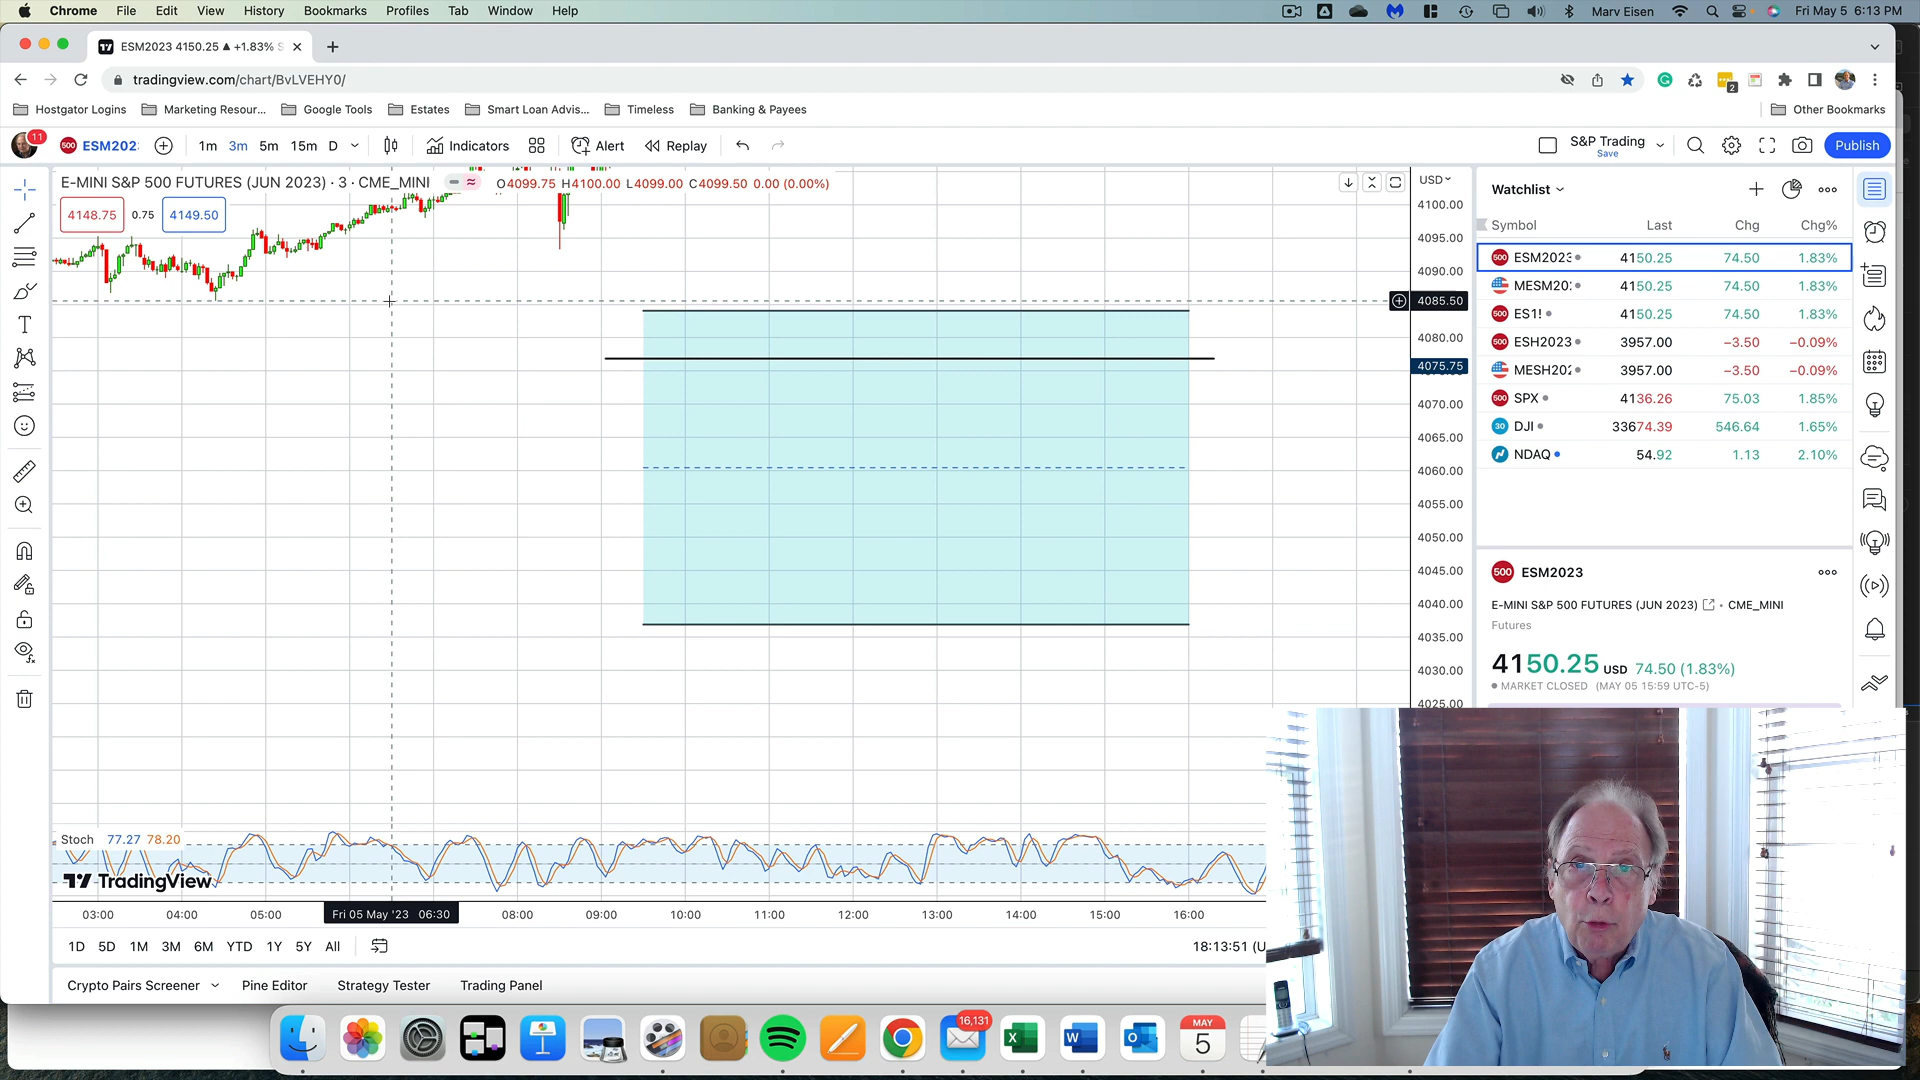 Chrome File Edit View History Bookmarks Profiles Tab Window Help
Marv Eisen Fri May 5 6:13 PM
ESM2023 4150.25 ▲ +1.83% S
tradingview.com/chart/BvLVEHY0/
2
Hostgator Logins Marketing Resour... Google Tools Estates Smart Loan Advis... Timeless Banking & Payees Other Bookmarks
11
500 ESM202 1m 3m 5m 15m D Indicators Alert Replay
S&P Trading
Save
Publish
E-MINI S&P 500 FUTURES (JUN 2023) · 3 · CME_MINI O4099.75 H4100.00 L4099.00 C4099.50 0.00 (0.00%)
4148.75 0.75 4149.50
USD
4100.00
4095.00
4090.00
4085.50
4080.00
4075.75
4070.00
4065.00
4060.00
4055.00
4050.00
4045.00
4040.00
4035.00
4030.00
4025.00
Watchlist
Symbol Last Chg Chg%
500 ESM2023 4150.25 74.50 1.83%
MESM20 4150.25 74.50 1.83%
500 ES1! 4150.25 74.50 1.83%
500 ESH2023 3957.00 −3.50 −0.09%
MESH202 3957.00 −3.50 −0.09%
500 SPX 4136.26 75.03 1.85%
30 DJI 33674.39 546.64 1.65%
NDAQ 54.92 1.13 2.10%
500 ESM2023
E-MINI S&P 500 FUTURES (JUN 2023) · CME_MINI
Futures
4150.25 USD 74.50 (1.83%)
MARKET CLOSED (MAY 05 15:59 UTC-5)
Stoch 77.27 78.20
TradingView
03:00 04:00 05:00 Fri 05 May '23 06:30 08:00 09:00 10:00 11:00 12:00 13:00 14:00 15:00 16:00
1D 5D 1M 3M 6M YTD 1Y 5Y All
18:13:51 (U
Crypto Pairs Screener Pine Editor Strategy Tester Trading Panel
16,131
MAY
5